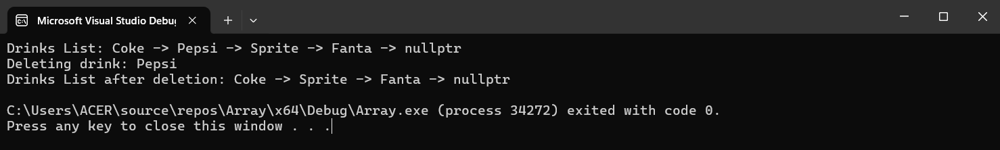 Microsoft Visual Studio Debu
Drinks List: Coke -> Pepsi -> Sprite -> Fanta -> nullptr
Deleting drink: Pepsi
Drinks List after deletion: Coke -> Sprite -> Fanta -> nullptr
C:\Users\ACER\source\repos\Array\x64\Debug\Array.exe (process 34272) exited with code 0.
Press any key to close this window . . .